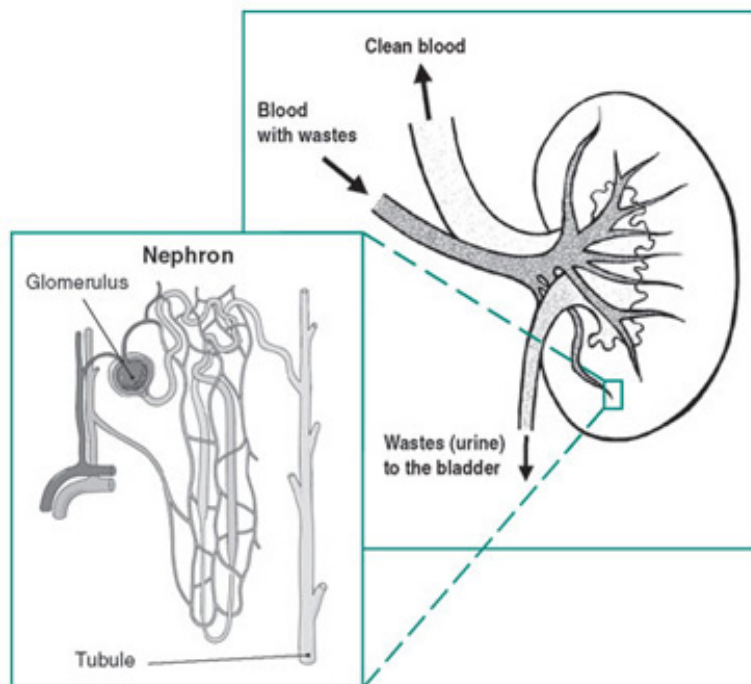 Clean blood
Blood
with wastes
Nephron
Glomerulus
Wastes (urine)
to the bladder
Tubule